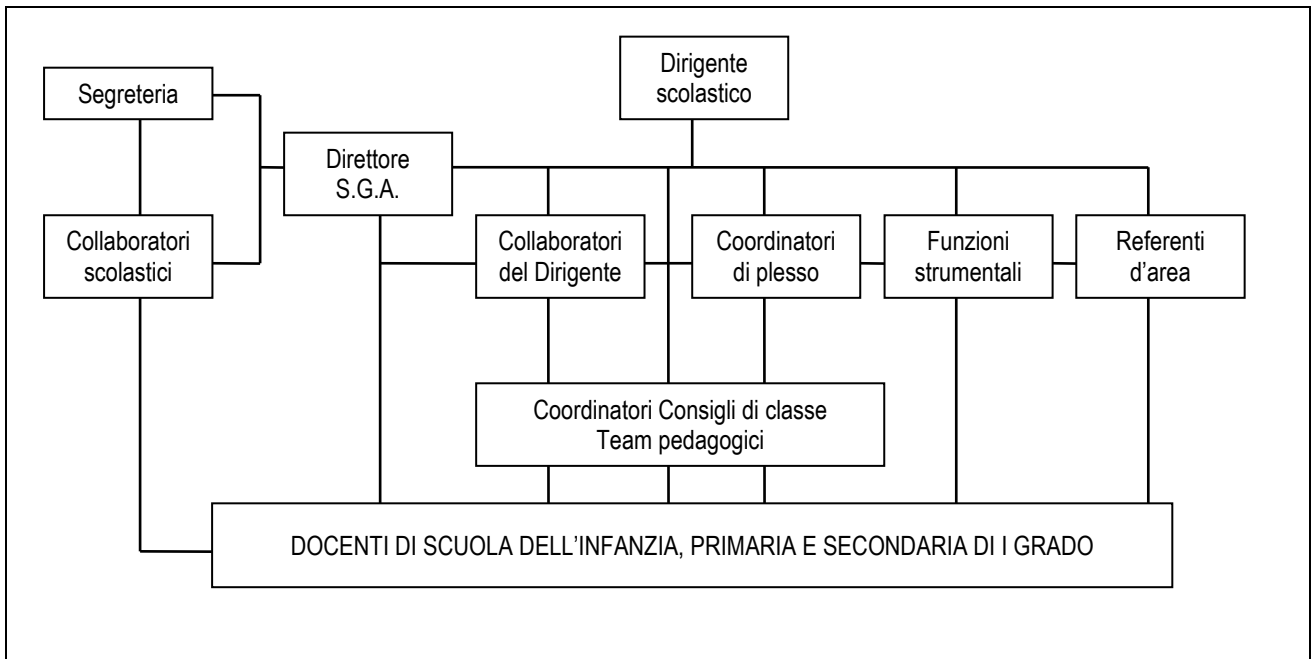 Dirigente
scolastico
Segreteria
Direttore
S.G.A.
Collaboratori
scolastici
Collaboratori
del Dirigente
Coordinatori
di plesso
Funzioni
strumentali
Referenti
d’area
Coordinatori Consigli di classe
Team pedagogici
DOCENTI DI SCUOLA DELL’INFANZIA, PRIMARIA E SECONDARIA DI I GRADO